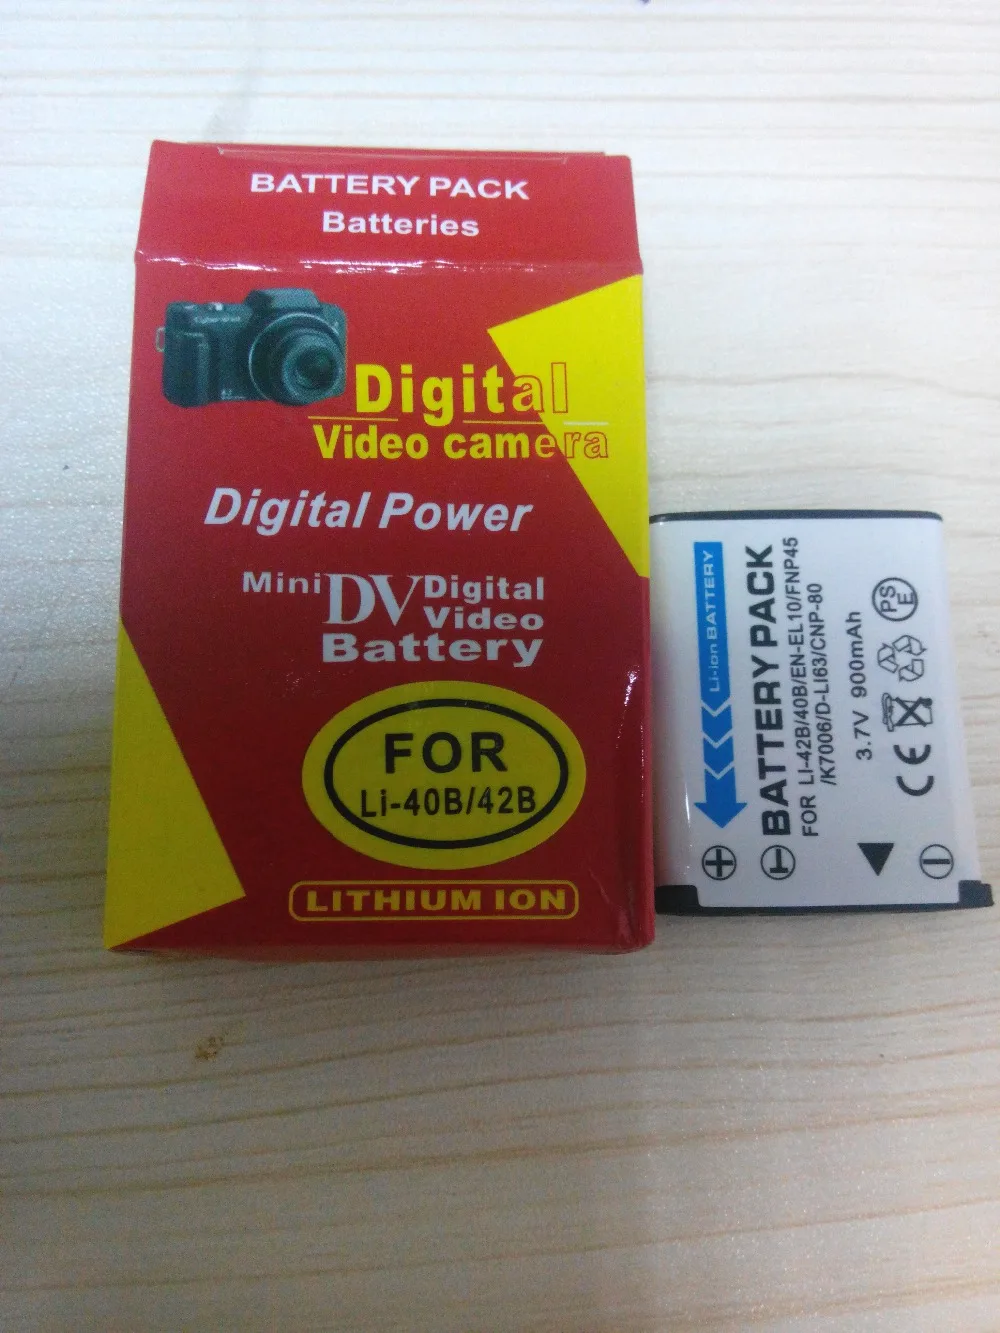 BATTERY PACK
Batteries
Digital
Video camera
Digital Power
Mini DV Digital
Video
Battery
FOR
Li-40B/42B
LITHIUM ION
Li-ion BATTERY
BATTERY PACK
FOR LI-42B/40B/EN-EL10/FNP45
/K7006/D-LI63/CNP-80
3.7V 900mAh
PS
E
CE